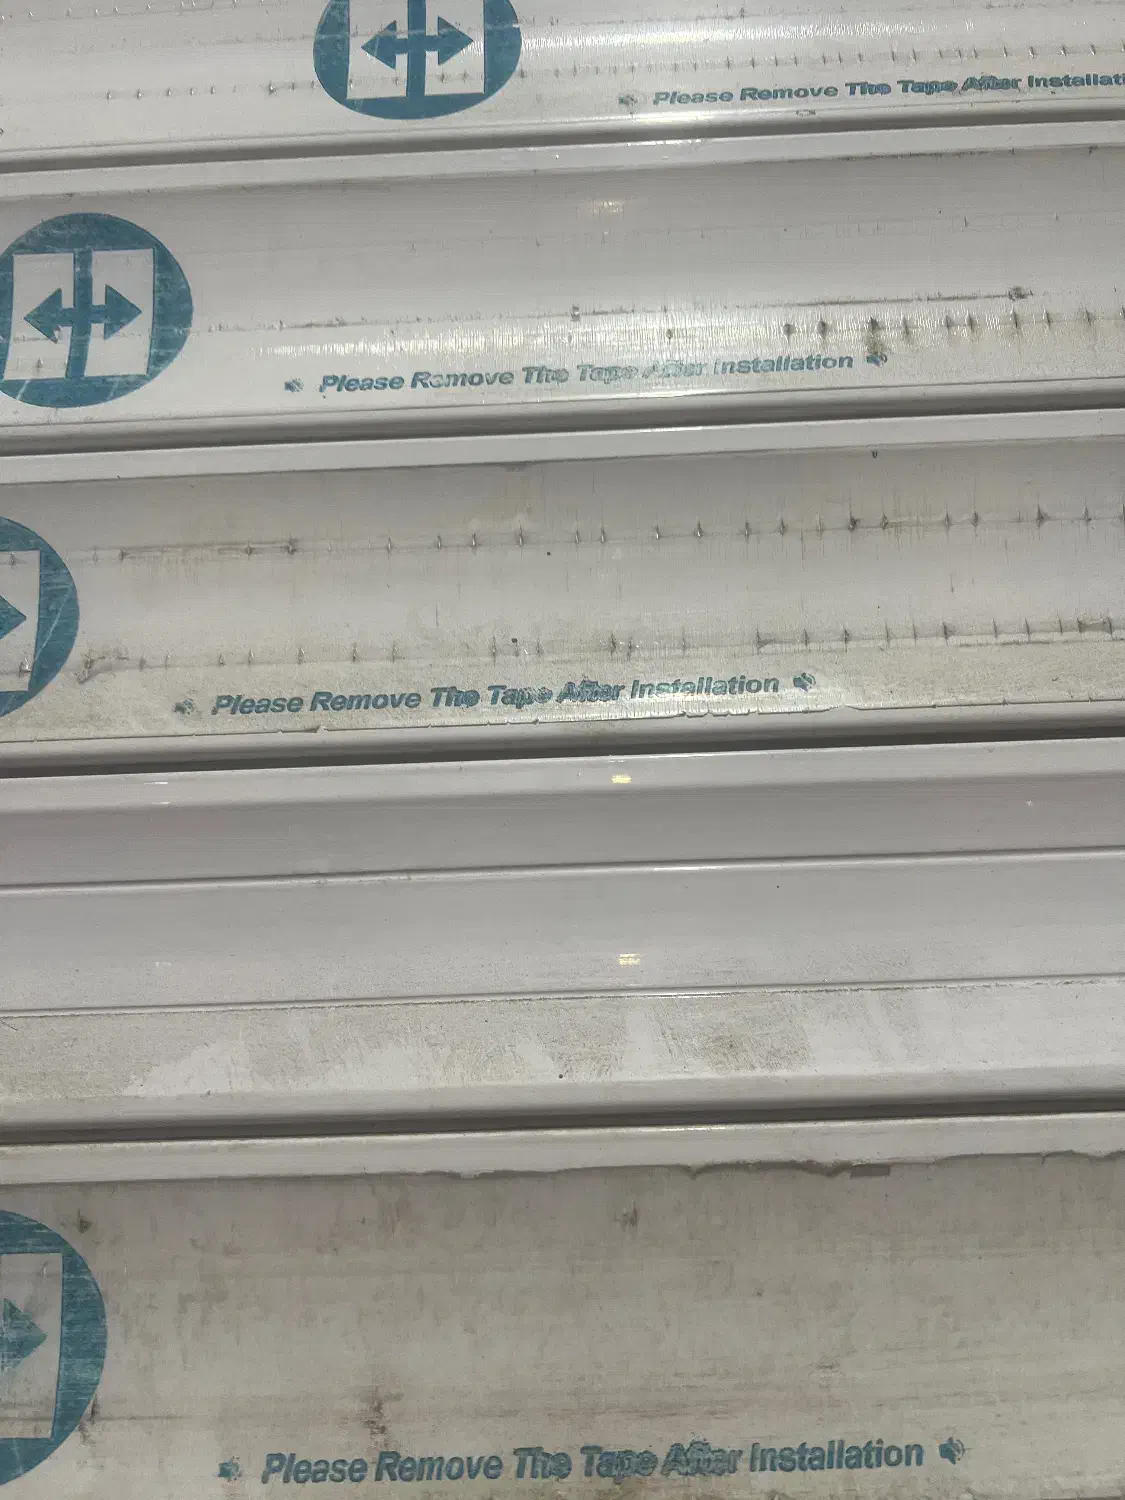 Please Remove The Tape After Installati
Please Remove The Tape After Installation
Please Remove The Tape After Installation
Please Remove The Tape After Installation